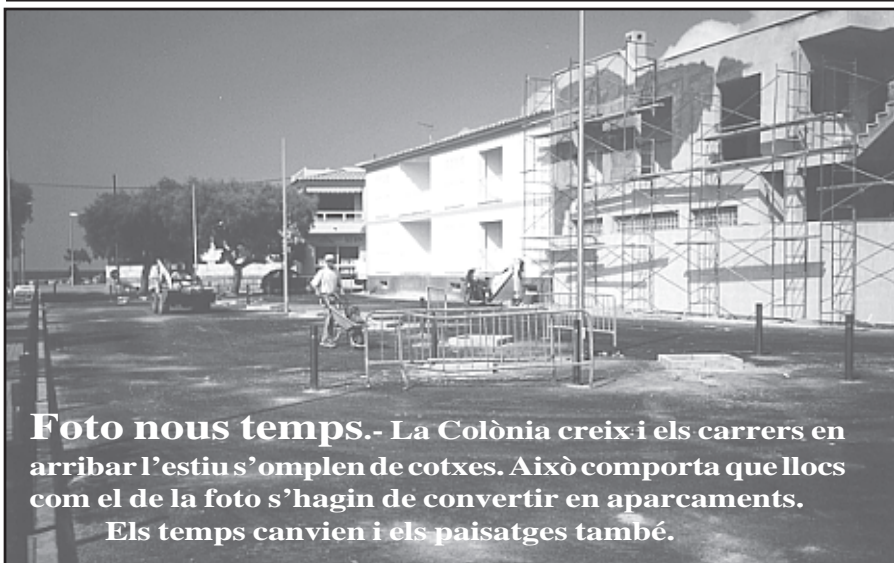 Foto nous temps.- La Colònia creix i els carrers en
arribar l'estiu s'omplen de cotxes. Això comporta que llocs
com el de la foto s'hagin de convertir en aparcaments.
Els temps canvien i els paisatges també.